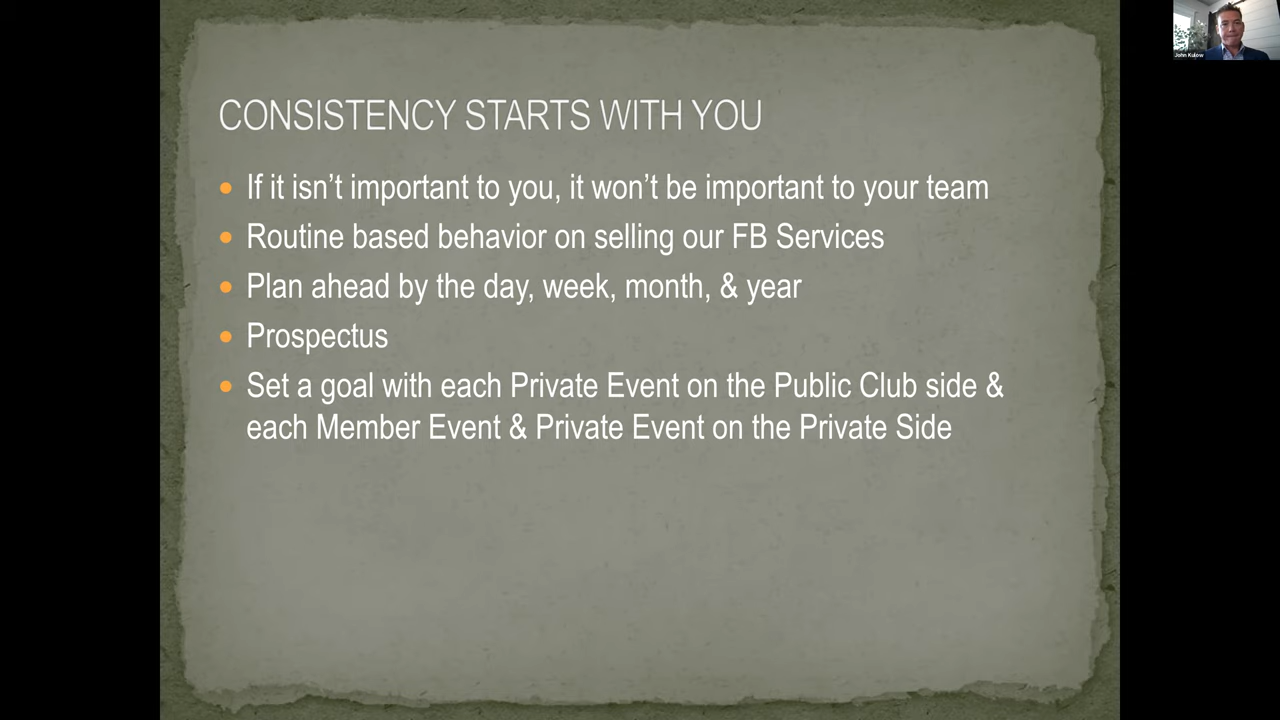 CONSISTENCY STARTS WITH YOU
If it isn't important to you, it won't be important to your team
Routine based behavior on selling our FB Services
Plan ahead by the day, week, month, & year
Prospectus
Set a goal with each Private Event on the Public Club side &
each Member Event & Private Event on the Private Side
John Kulow